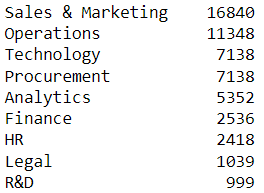 Sales & Marketing 16840
Operations 11348
Technology 7138
Procurement 7138
Analytics 5352
Finance 2536
HR 2418
Legal 1039
R&D 999